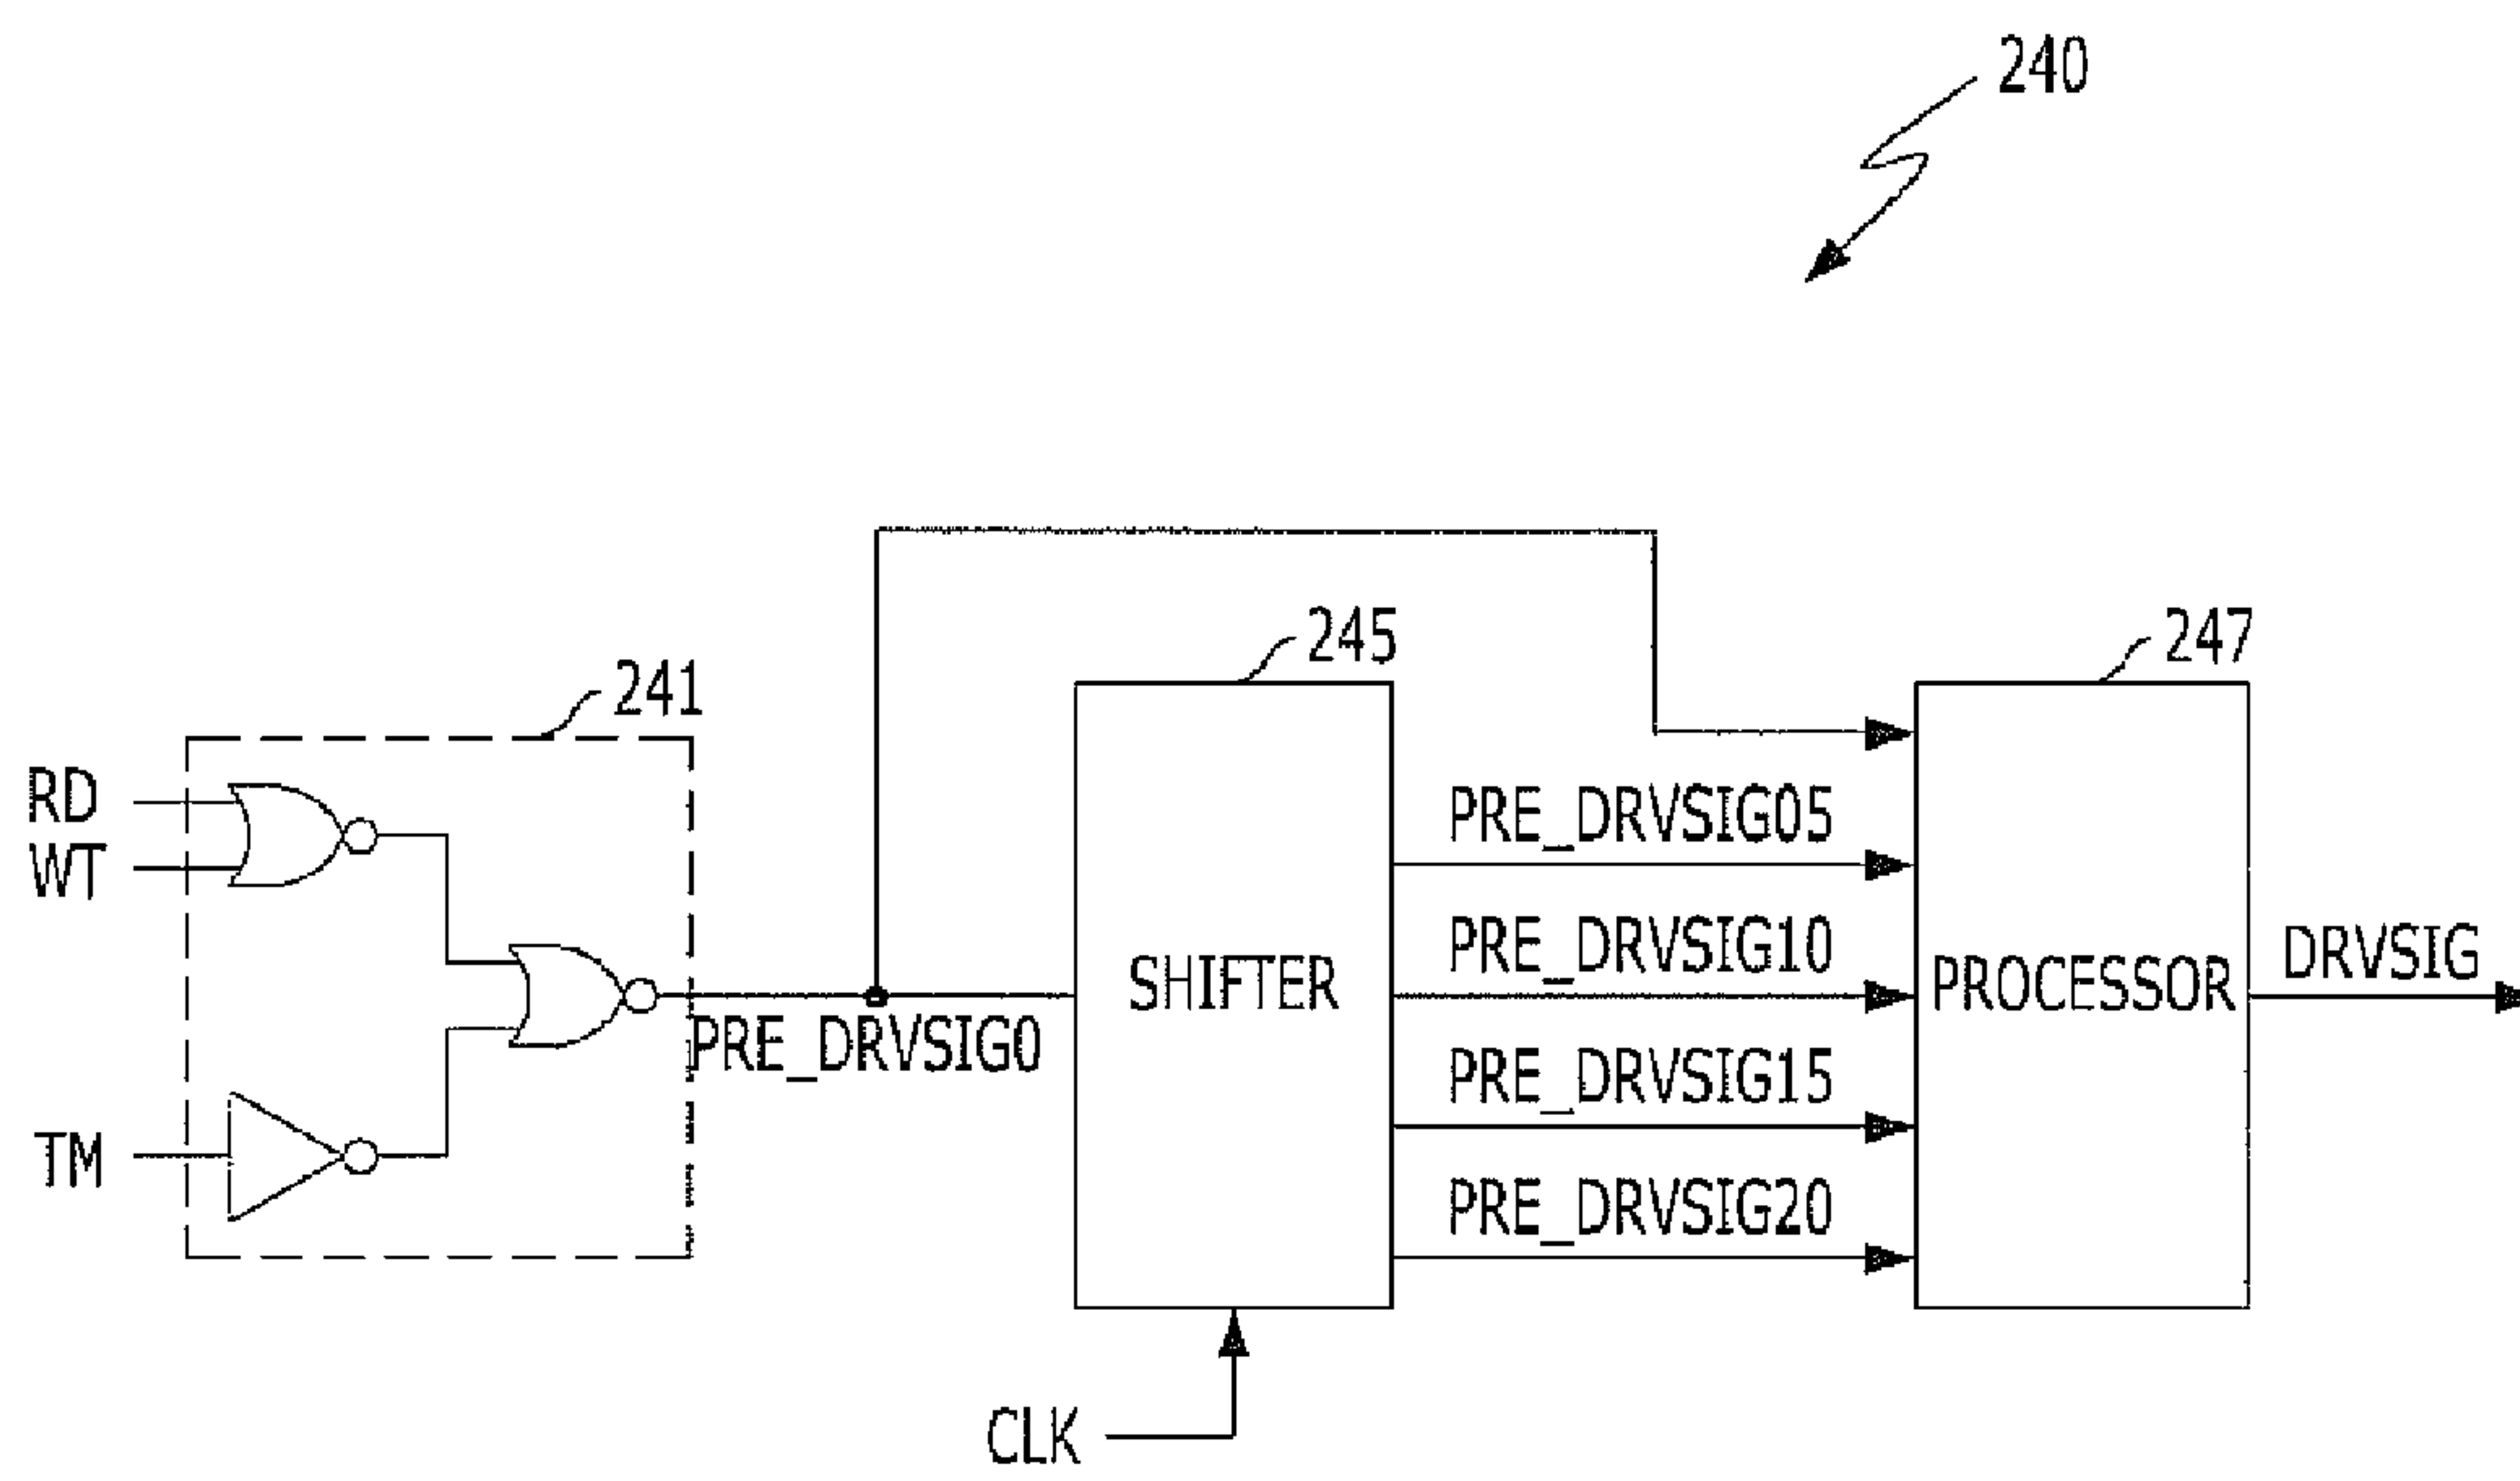 240
245
247
241
RD
WT
TM
PRE_DRVSIG0
SHIFTER
PRE_DRVSIG05
PRE_DRVSIG10
PRE_DRVSIG15
PRE_DRVSIG20
PROCESSOR
DRVSIG
CLK